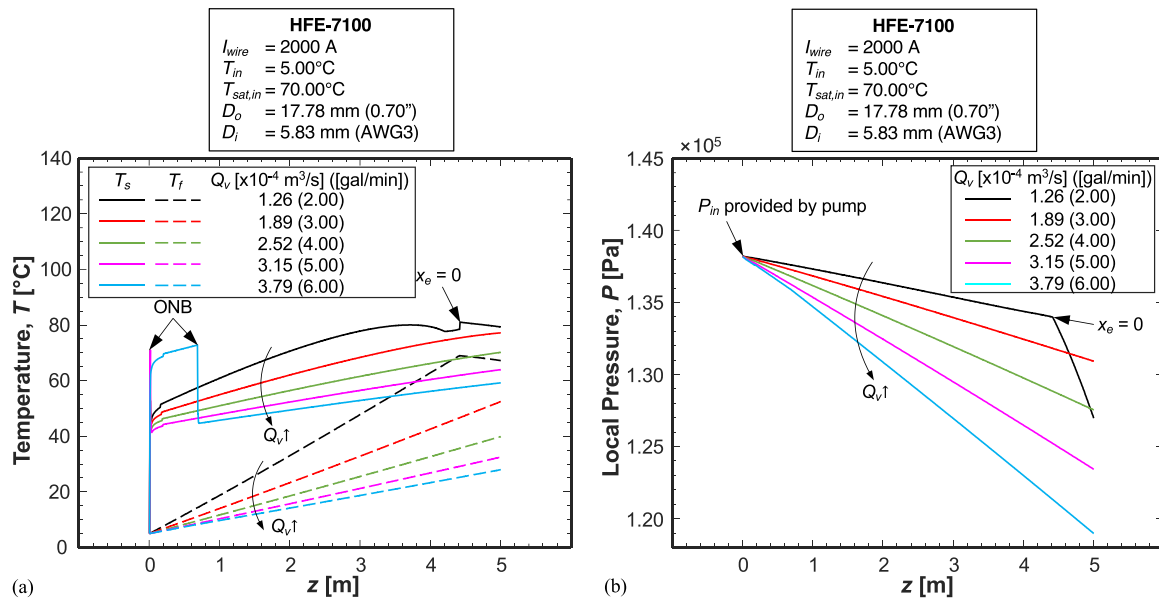 HFE-7100
I_wire = 2000 A
T_in = 5.00°C
T_sat,in = 70.00°C
D_o = 17.78 mm (0.70”)
D_i = 5.83 mm (AWG3)
140
120
100
80
60
40
20
0
Temperature, T [°C]
T_s T_f Q_v [x10⁻⁴ m³/s] ([gal/min])
1.26 (2.00)
1.89 (3.00)
2.52 (4.00)
3.15 (5.00)
3.79 (6.00)
ONB
x_e = 0
Q_v↑
Q_v↑
0 1 2 3 4 5
z [m]
(a)
HFE-7100
I_wire = 2000 A
T_in = 5.00°C
T_sat,in = 70.00°C
D_o = 17.78 mm (0.70”)
D_i = 5.83 mm (AWG3)
×10⁵
1.45
1.40
1.35
1.30
1.25
1.20
Local Pressure, P [Pa]
Q_v [x10⁻⁴ m³/s] ([gal/min])
1.26 (2.00)
1.89 (3.00)
2.52 (4.00)
3.15 (5.00)
3.79 (6.00)
P_in provided by pump
Q_v↑
x_e = 0
0 1 2 3 4 5
z [m]
(b)